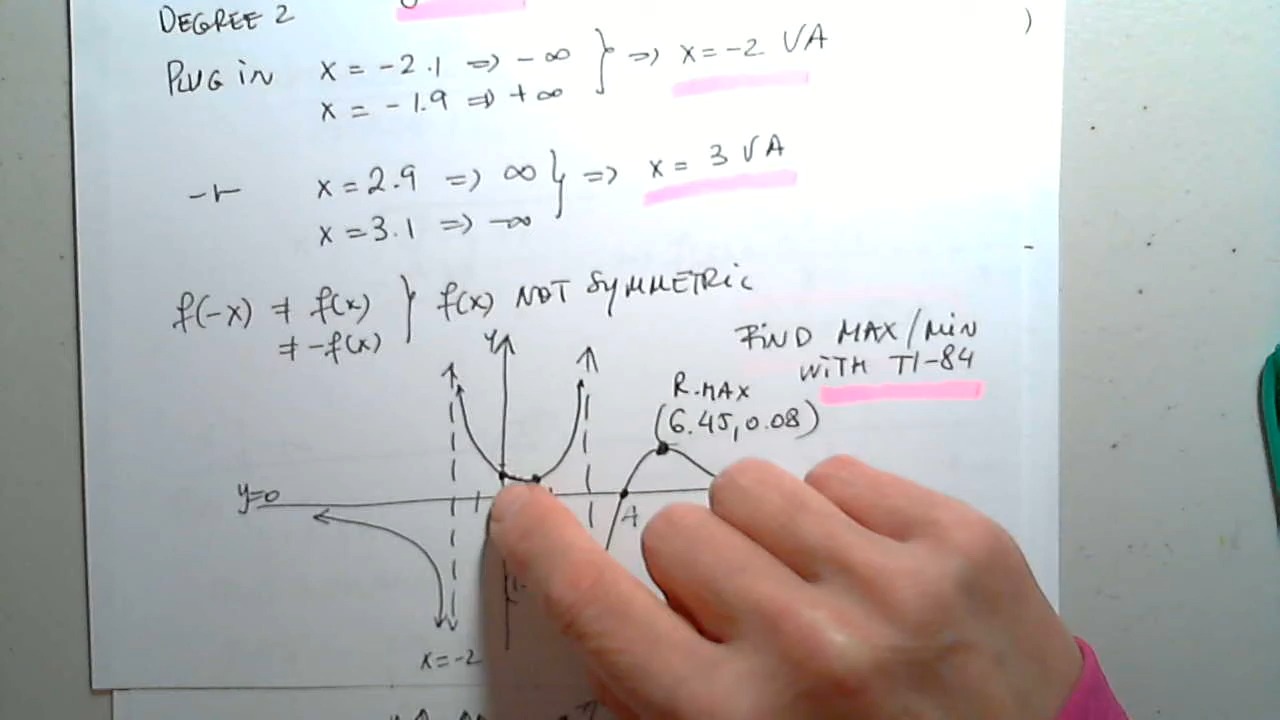 DEGREE 2
PLUG IN x = -2.1 => -∞ } => x = -2 VA
x = -1.9 => +∞
x = 2.9 => ∞ } => x = 3 VA
x = 3.1 => -∞
f(-x) ≠ f(x) } f(x) NOT SYMMETRIC
≠ -f(x)
FIND MAX/MIN
WITH TI-84
y
R.MAX
(6.45, 0.08)
y=0
A
x=-2